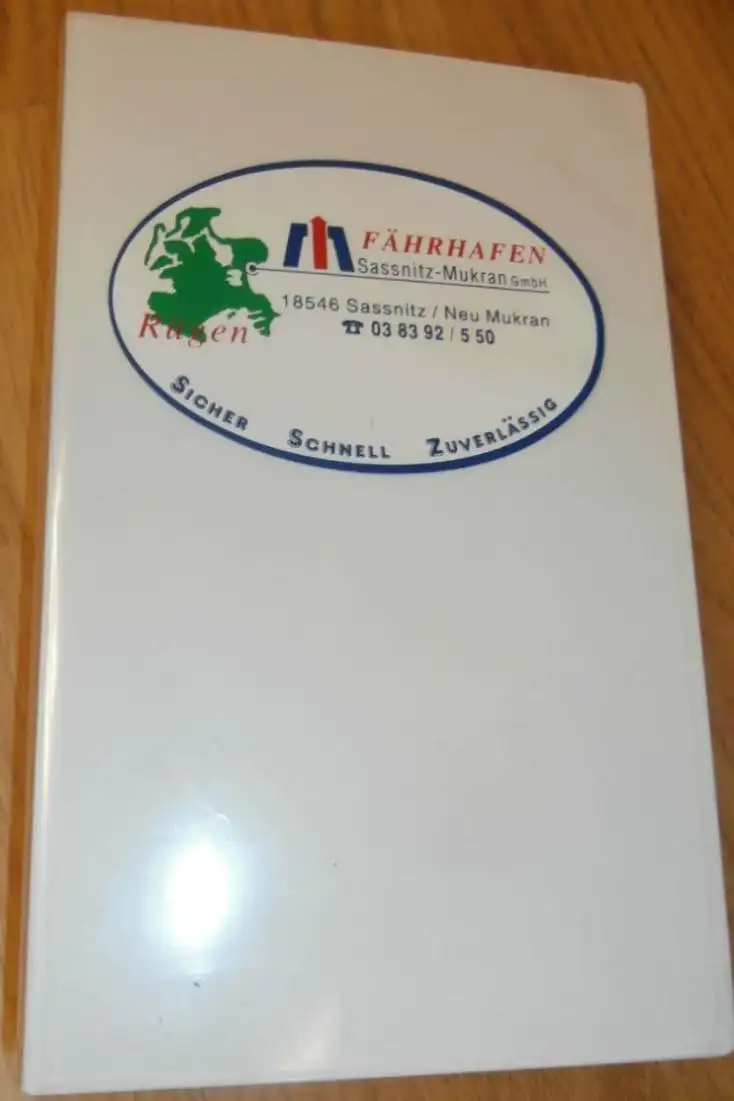 FÄHRHAFEN
Sassnitz-Mukran GmbH
Rügen
18546 Sassnitz / Neu Mukran
☎ 03 83 92 / 5 50
SICHER SCHNELL ZUVERLÄSSIG